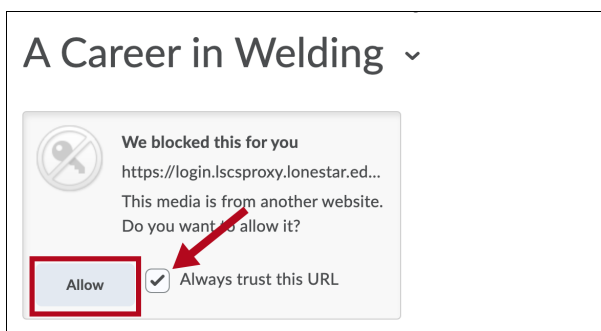 A Career in Welding
We blocked this for you
https://login.lscsproxy.lonestar.ed...
This media is from another website.
Do you want to allow it?
Allow
Always trust this URL